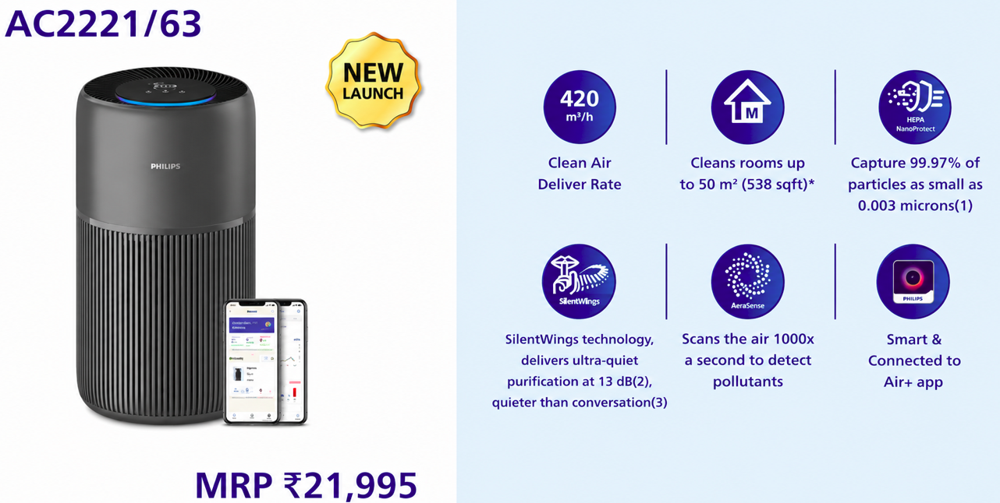 AC2221/63
NEW
LAUNCH
PHILIPS
MRP ₹21,995
420
m³/h
Clean Air
Deliver Rate
M
Cleans rooms up
to 50 m² (538 sqft)*
HEPA
NanoProtect
Capture 99.97% of
particles as small as
0.003 microns(1)
SilentWings
SilentWings technology,
delivers ultra-quiet
purification at 13 dB(2),
quieter than conversation(3)
AeraSense
Scans the air 1000x
a second to detect
pollutants
PHILIPS
Smart &
Connected to
Air+ app